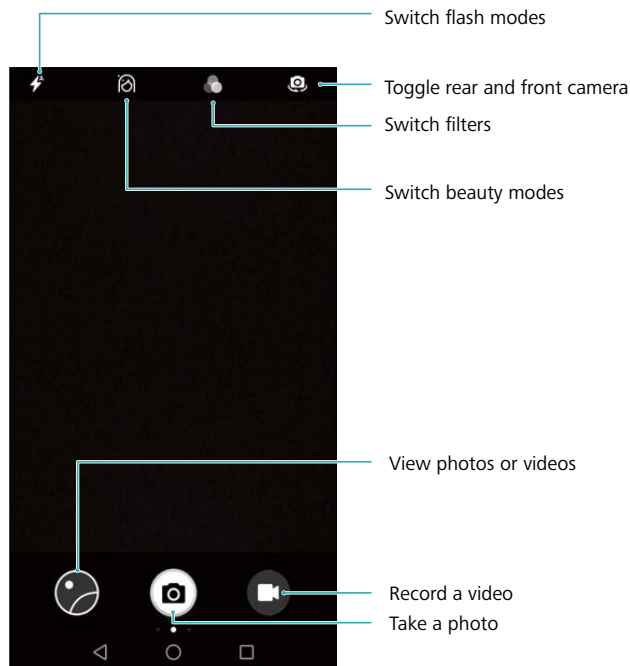 Switch flash modes
Toggle rear and front camera
Switch filters
Switch beauty modes
View photos or videos
Record a video
Take a photo